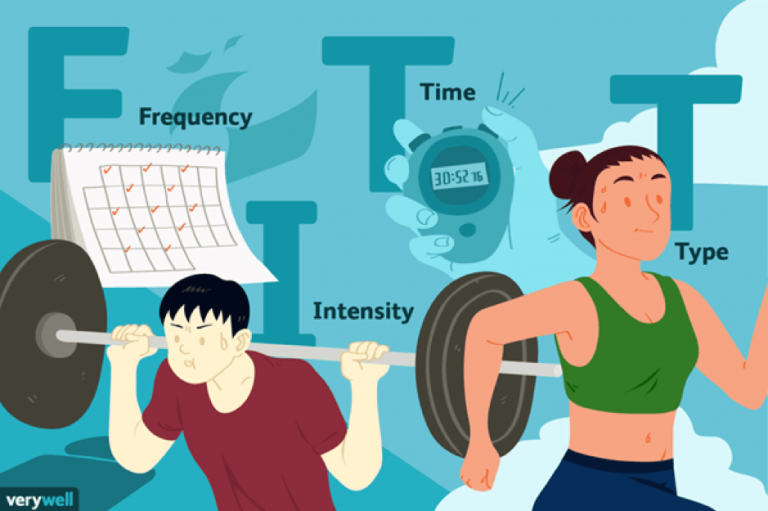 F
I
T
T
Frequency
Intensity
Time
Type
30:52 16
verywell